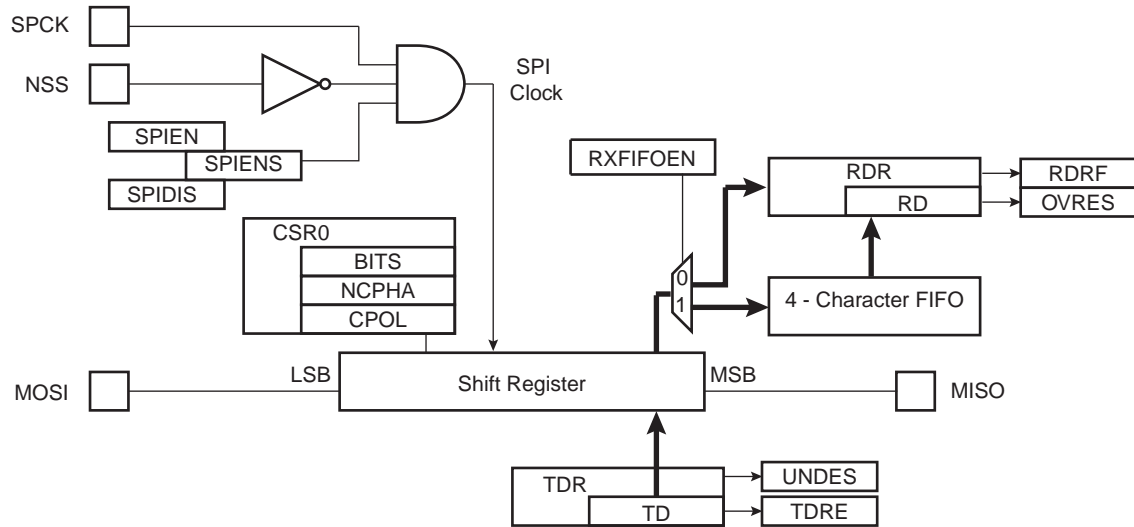 SPCK
NSS
SPI
Clock
SPIEN
SPIENS
SPIDIS
RXFIFOEN
RDR
RD
RDRF
OVRES
CSR0
BITS
NCPHA
CPOL
0
1
4 - Character FIFO
MOSI
LSB
Shift Register
MSB
MISO
TDR
TD
UNDES
TDRE